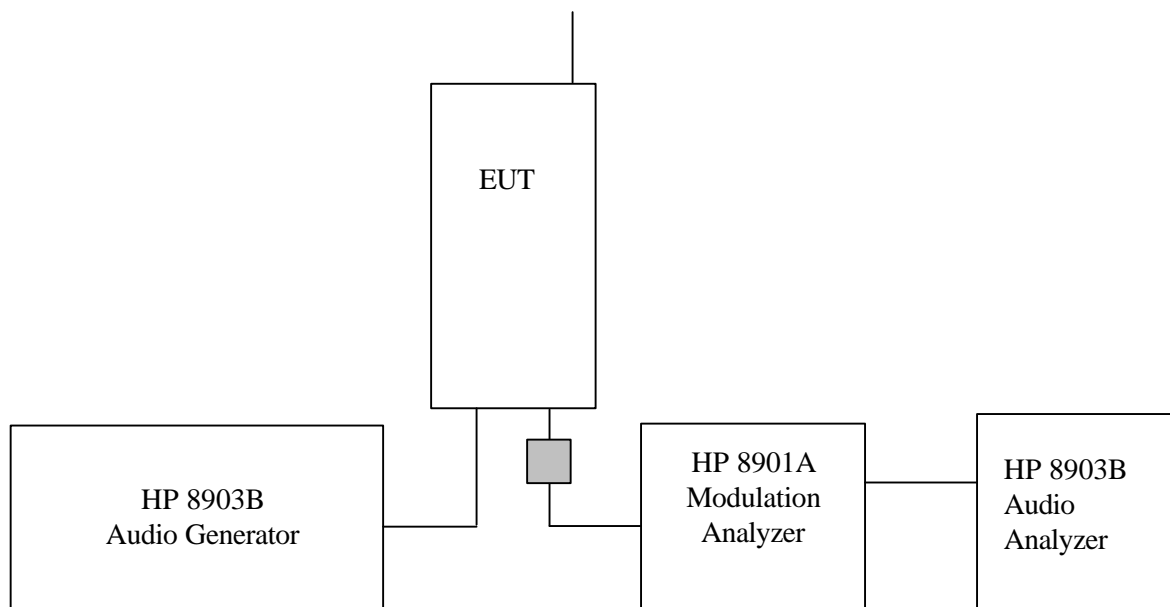 EUT
HP 8903B
Audio Generator
HP 8901A
Modulation
Analyzer
HP 8903B
Audio
Analyzer